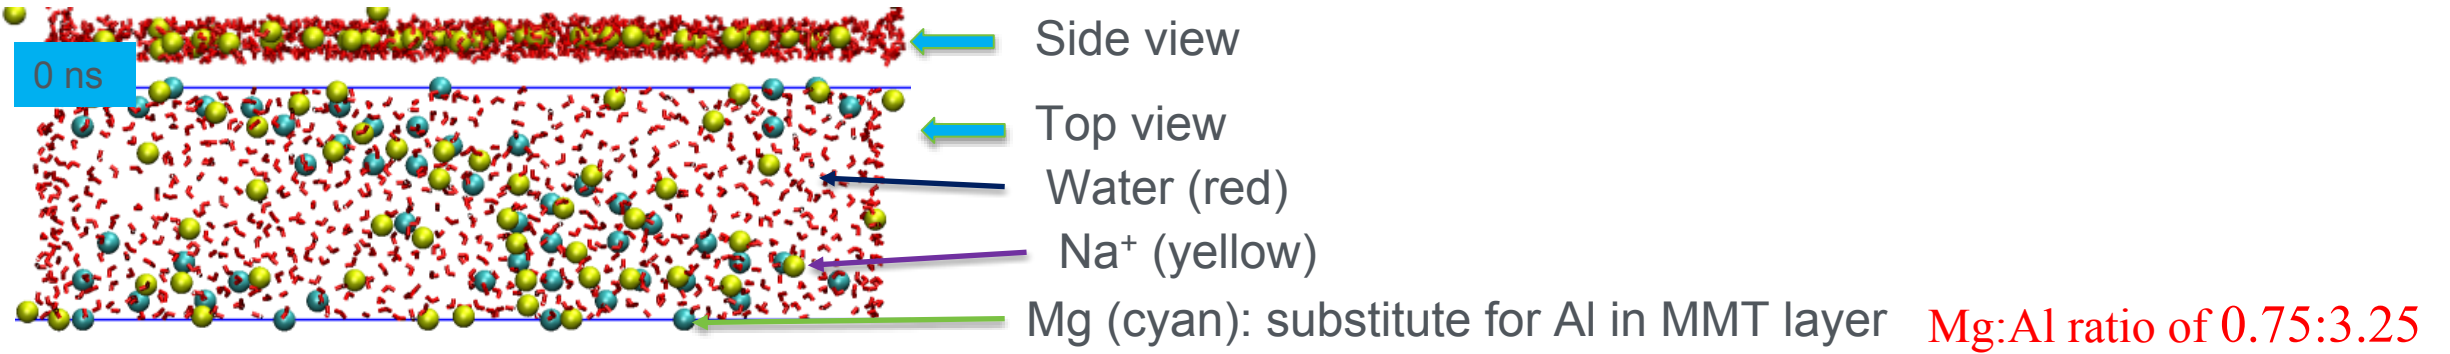 Side view
0 ns
Top view
Water (red)
Na⁺ (yellow)
Mg (cyan): substitute for Al in MMT layer Mg:Al ratio of 0.75:3.25